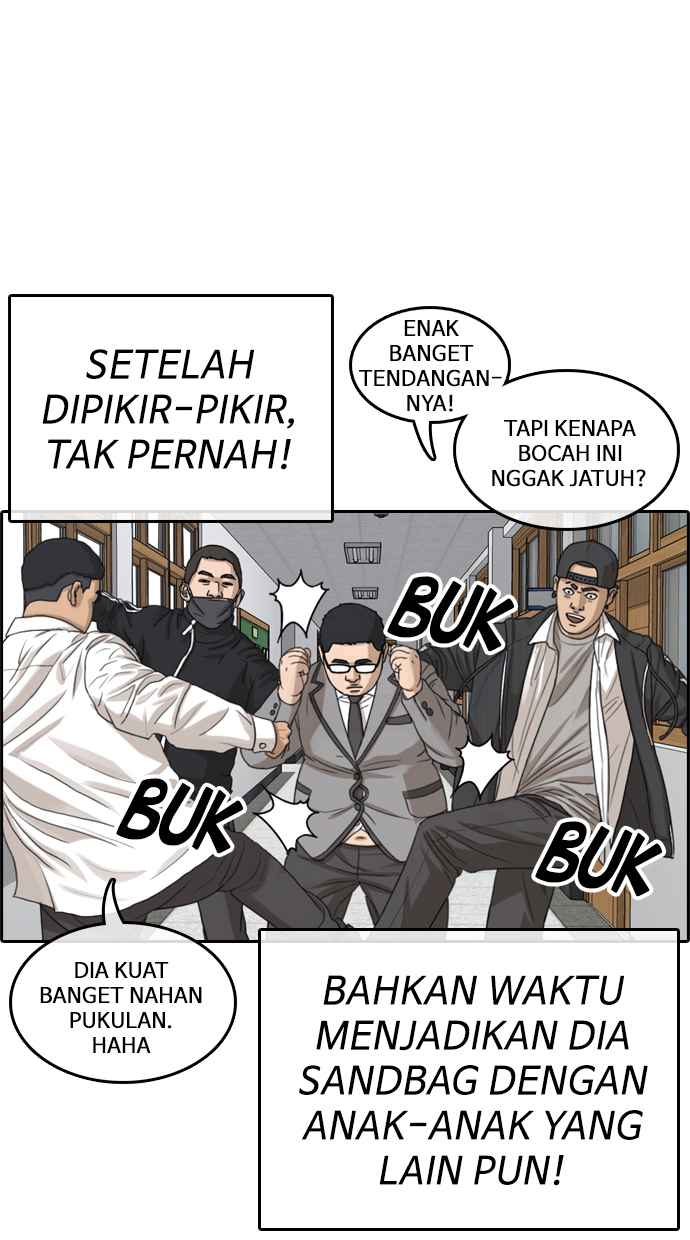 SETELAH
DIPIKIR-PIKIR,
TAK PERNAH!
ENAK
BANGET
TENDANGAN-
NYA!
TAPI KENAPA
BOCAH INI
NGGAK JATUH?
BUK
BUK
BUK
DIA KUAT
BANGET NAHAN
PUKULAN.
HAHA
BAHKAN WAKTU
MENJADIKAN DIA
SANDBAG DENGAN
ANAK-ANAK YANG
LAIN PUN!